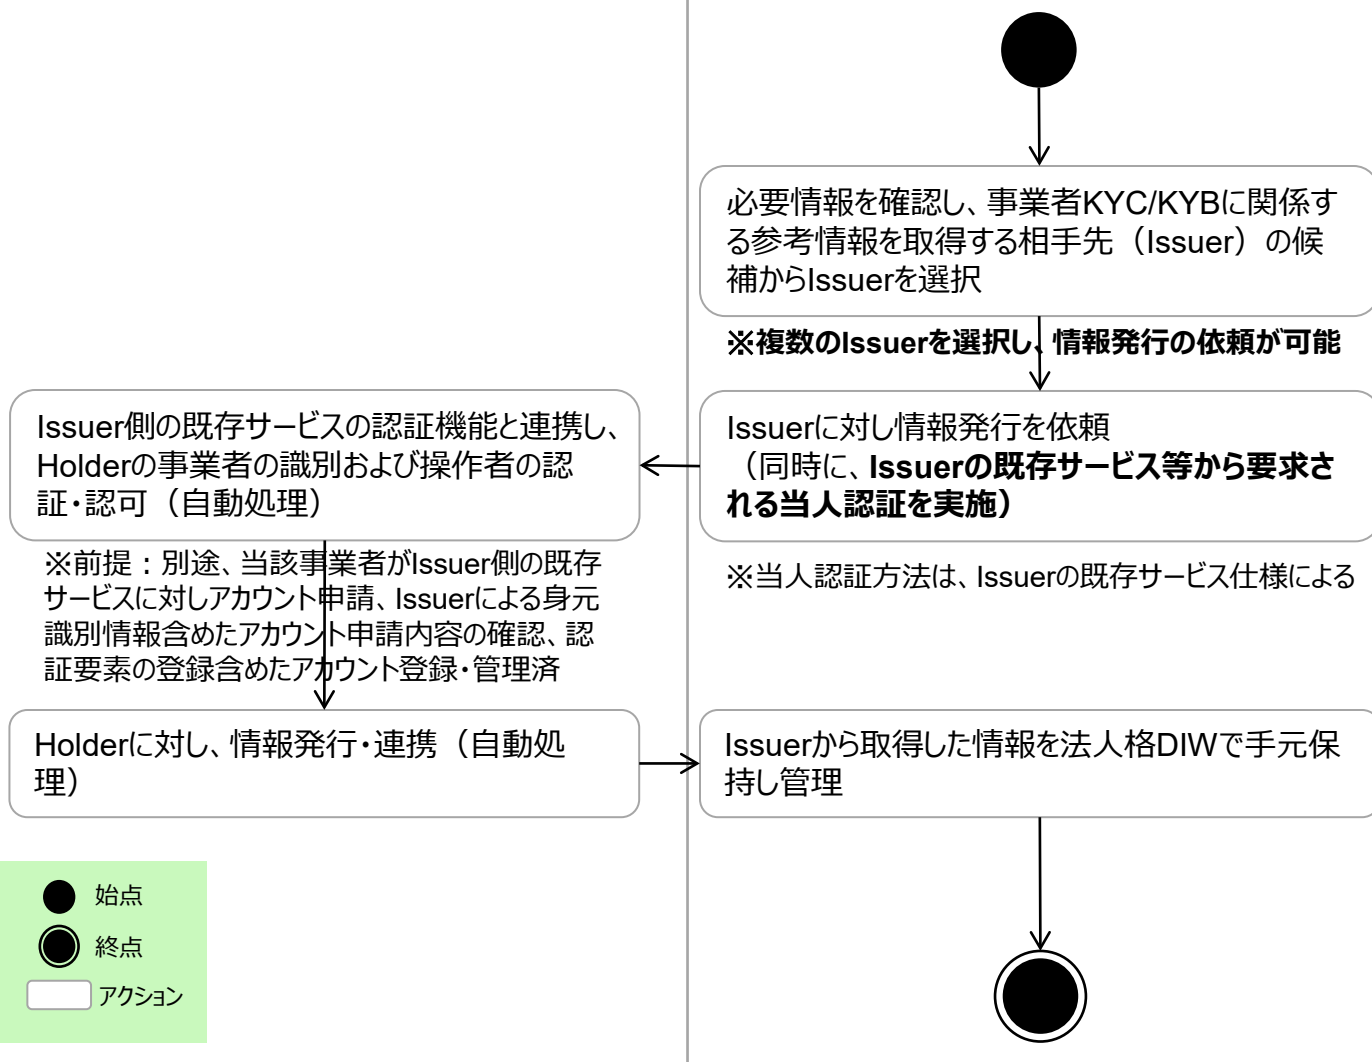 必要情報を確認し、事業者KYC/KYBに関係す
る参考情報を取得する相手先（Issuer）の候
補からIssuerを選択
※複数のIssuerを選択し、情報発行の依頼が可能
Issuerに対し情報発行を依頼
（同時に、Issuerの既存サービス等から要求さ
れる当人認証を実施）
※当人認証方法は、Issuerの既存サービス仕様による
Issuer側の既存サービスの認証機能と連携し、
Holderの事業者の識別および操作者の認
証・認可（自動処理）
※前提：別途、当該事業者がIssuer側の既存
サービスに対しアカウント申請、Issuerによる身元
識別情報含めたアカウント申請内容の確認、認
証要素の登録含めたアカウント登録・管理済
Holderに対し、情報発行・連携（自動処
理）
Issuerから取得した情報を法人格DIWで手元保
持し管理
始点
終点
アクション